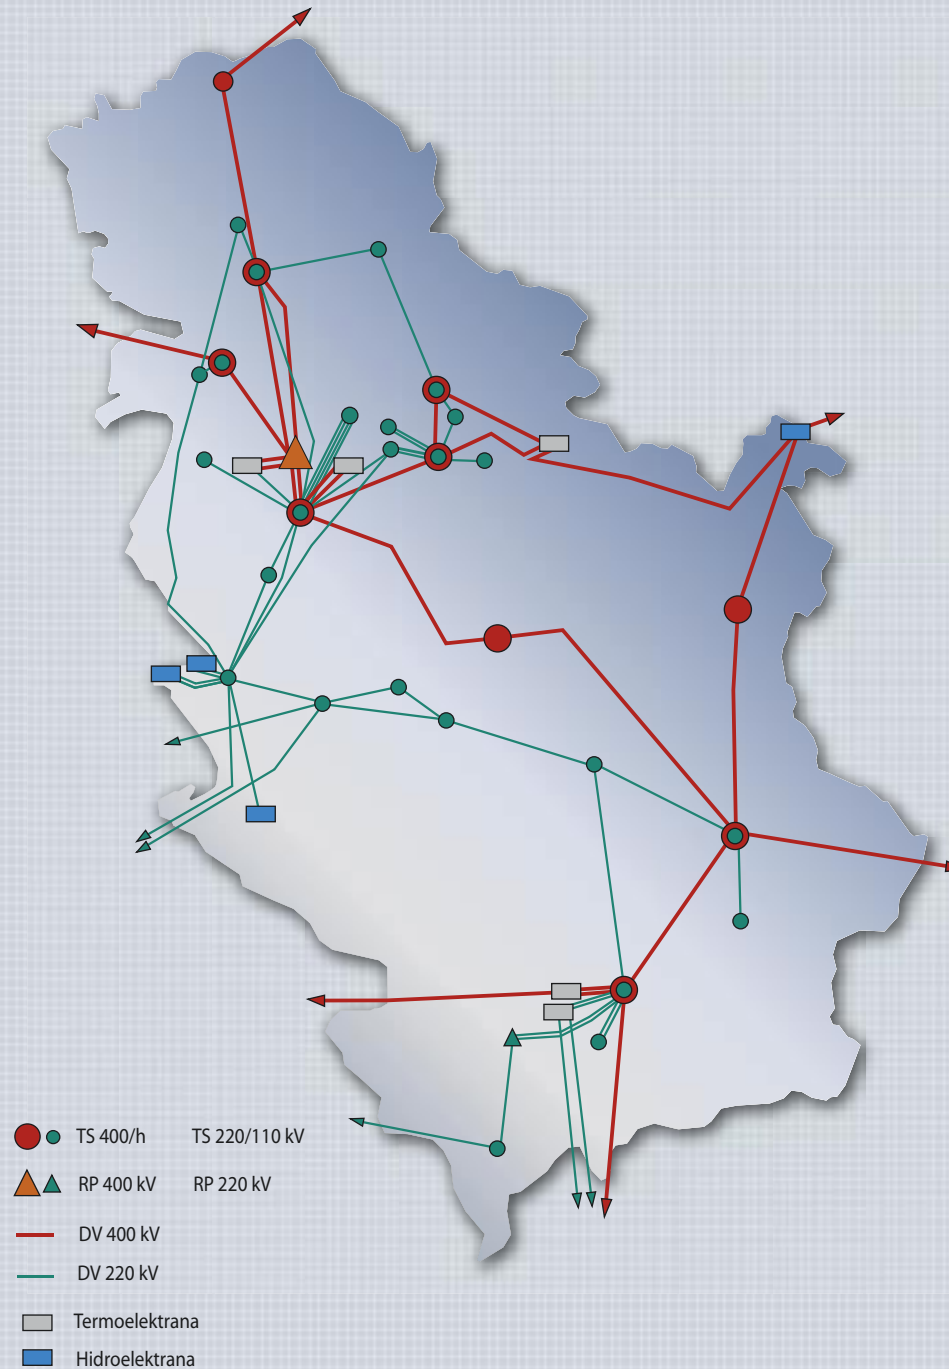 TS 400/h TS 220/110 kV
RP 400 kV RP 220 kV
DV 400 kV
DV 220 kV
Termoelektrana
Hidroelektrana